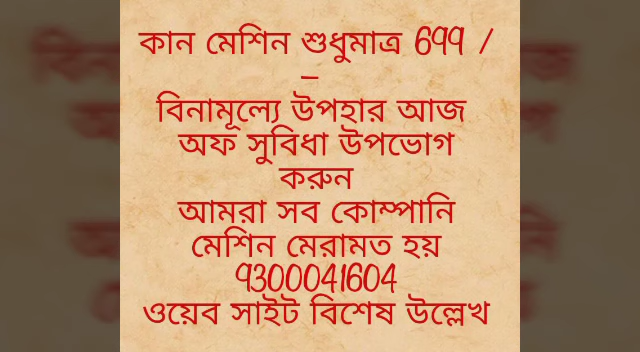 কান মেশিন শুধুমাত্র 699 /
–
বিনামূল্যে উপহার আজ
অফ সুবিধা উপভোগ
করুন
আমরা সব কোম্পানি
মেশিন মেরামত হয়
9300041604
ওয়েব সাইট বিশেষ উল্লেখ